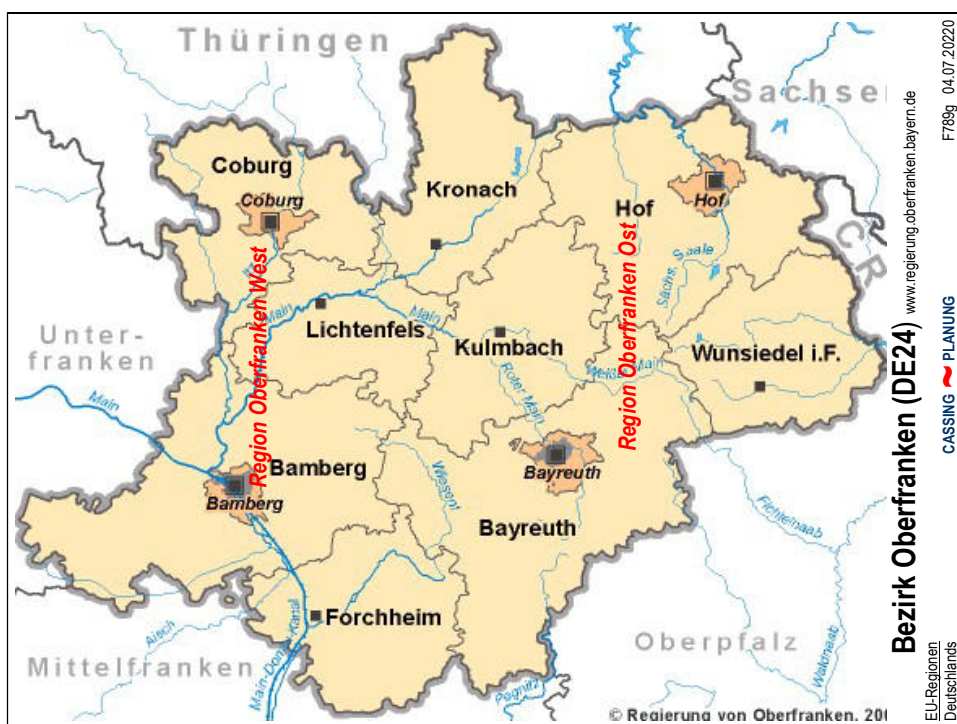 Thüringen
Sachsen
Coburg
Coburg
Kronach
Hof
Hof
CR
Itz
Sächs. Saale
Region Oberfranken West
Region Oberfranken Ost
Main
Lichtenfels
Main
Kulmbach
Weißer Main
Wunsiedel i.F.
Unter-
franken
Main
Roter Main
Bamberg
Bamberg
Wiesent
Bayreuth
Bayreuth
Fichtelnaab
Forchheim
Aisch
Main-Donau-Kanal
Mittelfranken
Oberpfalz
Waldnaab
Pegnitz
© Regierung von Oberfranken, 200
Bezirk Oberfranken (DE24) www.regierung.oberfranken.bayern.de
EU-Regionen
Deutschlands
CASSING ~ PLANUNG
F789g 04.07.20220